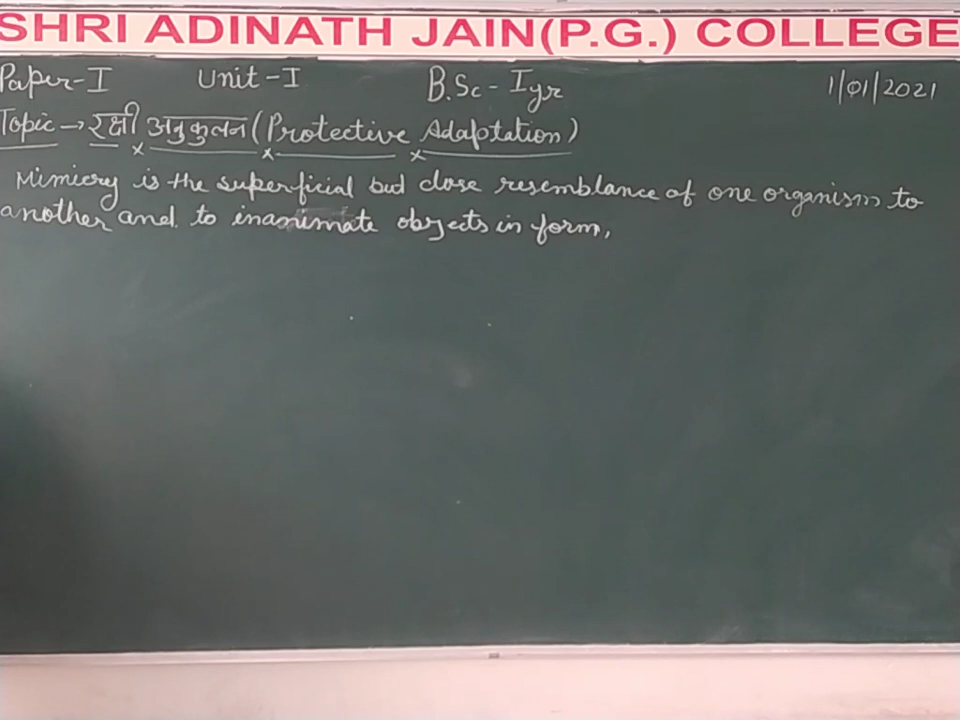 SHRI ADINATH JAIN(P.G.) COLLEGE
Paper-I Unit-I B.Sc-Iyr 1/01/2021
Topic → रक्षी अनुकुलन (Protective Adaptation)
Mimicry is the superficial but close resemblance of one organism to
another and to inanimate objects in form,